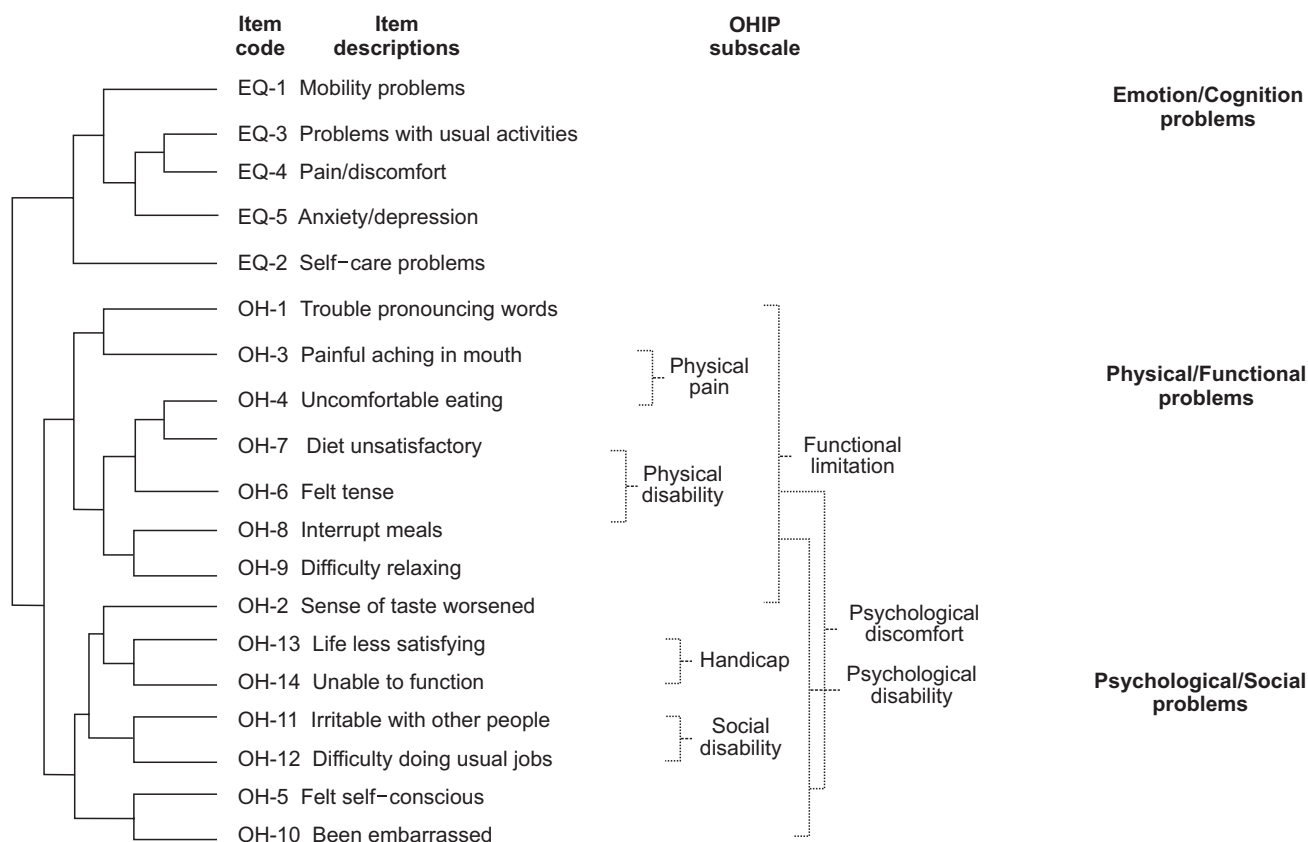 Item code
Item descriptions
OHIP subscale
EQ-1 Mobility problems
Emotion/Cognition problems
EQ-3 Problems with usual activities
EQ-4 Pain/discomfort
EQ-5 Anxiety/depression
EQ-2 Self−care problems
OH-1 Trouble pronouncing words
OH-3 Painful aching in mouth
Physical pain
Physical/Functional problems
OH-4 Uncomfortable eating
OH-7 Diet unsatisfactory
Functional limitation
Physical disability
OH-6 Felt tense
OH-8 Interrupt meals
OH-9 Difficulty relaxing
OH-2 Sense of taste worsened
Psychological discomfort
OH-13 Life less satisfying
Handicap
OH-14 Unable to function
Psychological disability
Psychological/Social problems
OH-11 Irritable with other people
Social disability
OH-12 Difficulty doing usual jobs
OH-5 Felt self−conscious
OH-10 Been embarrassed